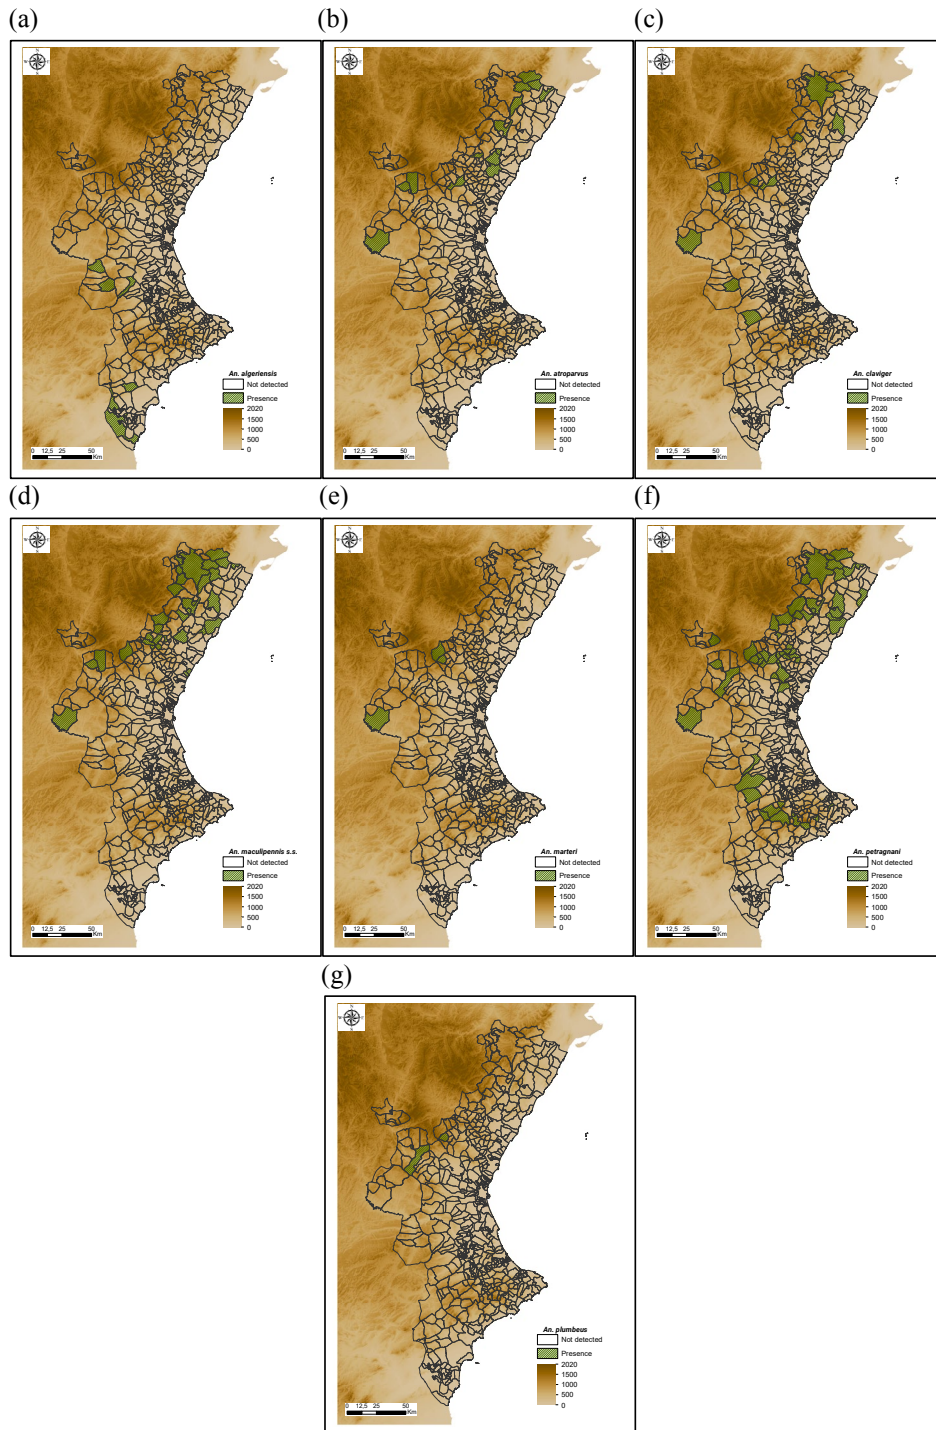 (a)
(b)
(c)
An. algeriensis
Not detected
Presence
2020
1500
1000
500
0
0 12,5 25 50
Km
An. atroparvus
Not detected
Presence
2020
1500
1000
500
0
0 12,5 25 50
Km
An. claviger
Not detected
Presence
2020
1500
1000
500
0
0 12,5 25 50
Km
(d)
(e)
(f)
An. maculipennis s.s.
Not detected
Presence
2020
1500
1000
500
0
0 12,5 25 50
Km
An. marteri
Not detected
Presence
2020
1500
1000
500
0
0 12,5 25 50
Km
An. petragnani
Not detected
Presence
2020
1500
1000
500
0
0 12,5 25 50
Km
(g)
An. plumbeus
Not detected
Presence
2020
1500
1000
500
0
0 12,5 25 50
Km